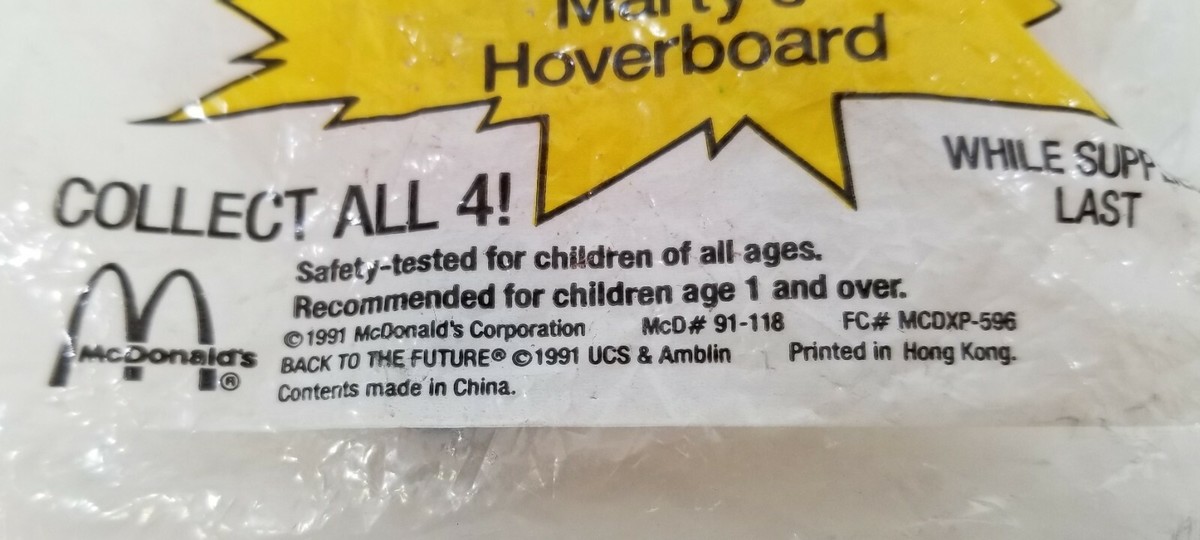 Marty's
Hoverboard
WHILE SUPP
LAST
COLLECT ALL 4!
Safety-tested for children of all ages.
Recommended for children age 1 and over.
©1991 McDonald's Corporation McD# 91-118 FC# MCDXP-596
BACK TO THE FUTURE® ©1991 UCS & Amblin Printed in Hong Kong.
Contents made in China.
McDonald's
®